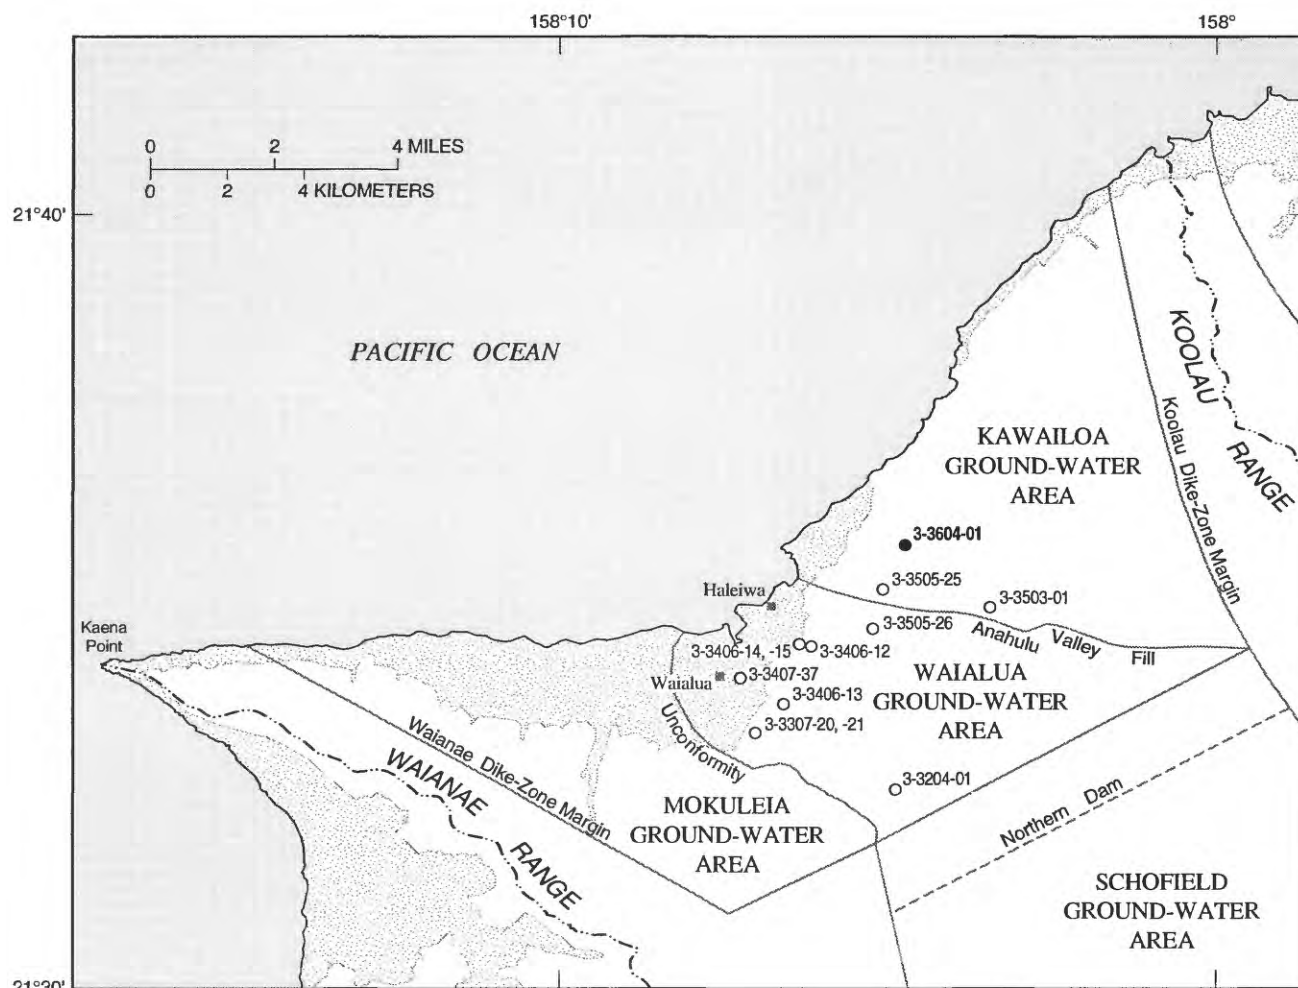 158°10'
158°
0 2 4 MILES
0 2 4 KILOMETERS
21°40'
PACIFIC OCEAN
KOOLAU
RANGE
Koolau Dike-Zone Margin
KAWAILOA
GROUND-WATER
AREA
3-3604-01
3-3505-25
Haleiwa
3-3503-01
Kaena
Point
3-3505-26
Anahulu Valley Fill
3-3406-14, -15
3-3406-12
WAIALUA
GROUND-WATER
AREA
Waialua
3-3407-37
3-3406-13
Unconformity
3-3307-20, -21
Waianae Dike-Zone Margin
WAIANAE
RANGE
3-3204-01
Northern Dam
MOKULEIA
GROUND-WATER
AREA
SCHOFIELD
GROUND-WATER
AREA
21°30'